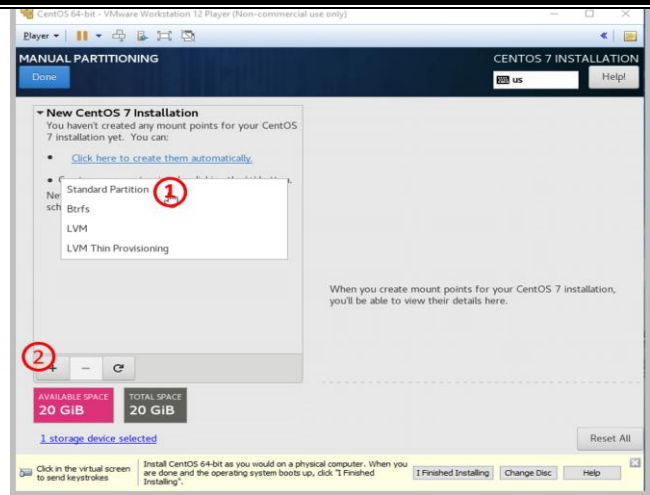 CentOS 64-bit - VMware Workstation 12 Player (Non-commercial use only)
Player
MANUAL PARTITIONING
CENTOS 7 INSTALLATION
Done
us
Help!
New CentOS 7 Installation
You haven't created any mount points for your CentOS
7 installation yet. You can:
Click here to create them automatically.
Standard Partition
1
Btrfs
LVM
LVM Thin Provisioning
When you create mount points for your CentOS 7 installation,
you'll be able to view their details here.
2
+ -
AVAILABLE SPACE
20 GiB
TOTAL SPACE
20 GiB
1 storage device selected
Reset All
Click in the virtual screen
to send keystrokes
Install CentOS 64-bit as you would on a physical computer. When you
are done and the operating system boots up, click "I Finished
Installing".
I Finished Installing
Change Disc
Help